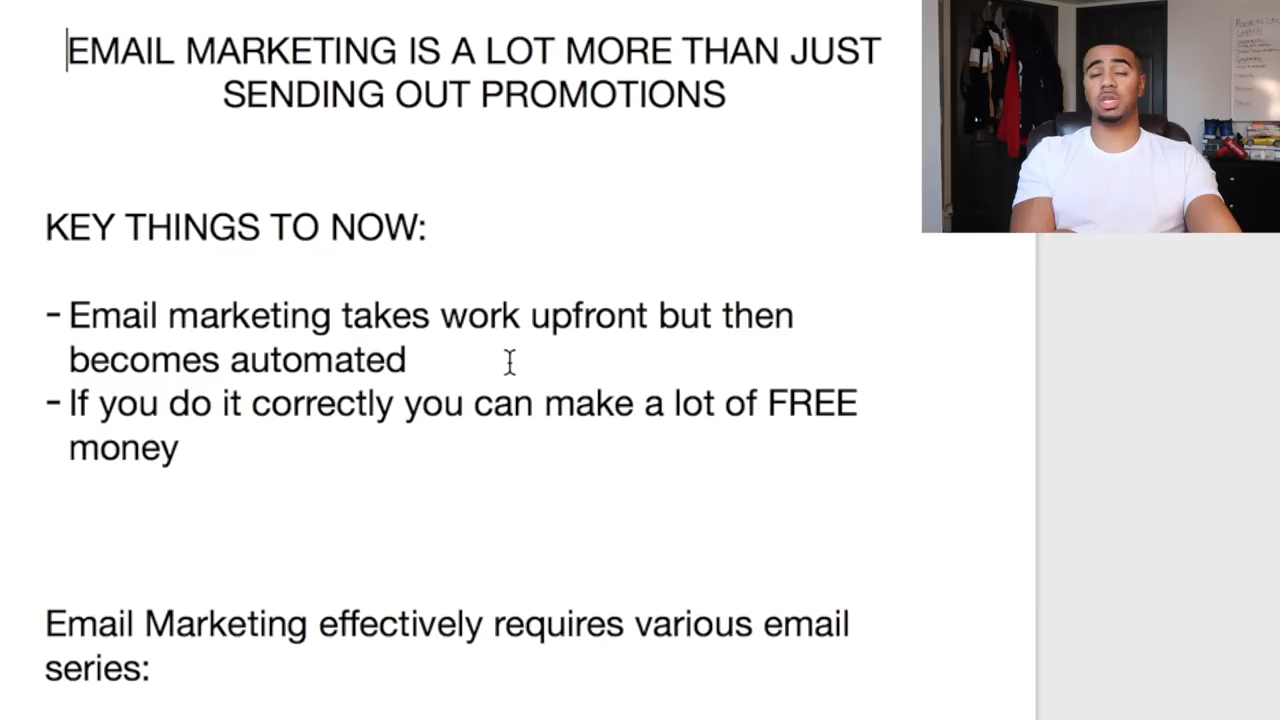 EMAIL MARKETING IS A LOT MORE THAN JUST
SENDING OUT PROMOTIONS
KEY THINGS TO NOW:
- Email marketing takes work upfront but then
becomes automated
- If you do it correctly you can make a lot of FREE
money
Email Marketing effectively requires various email
series: